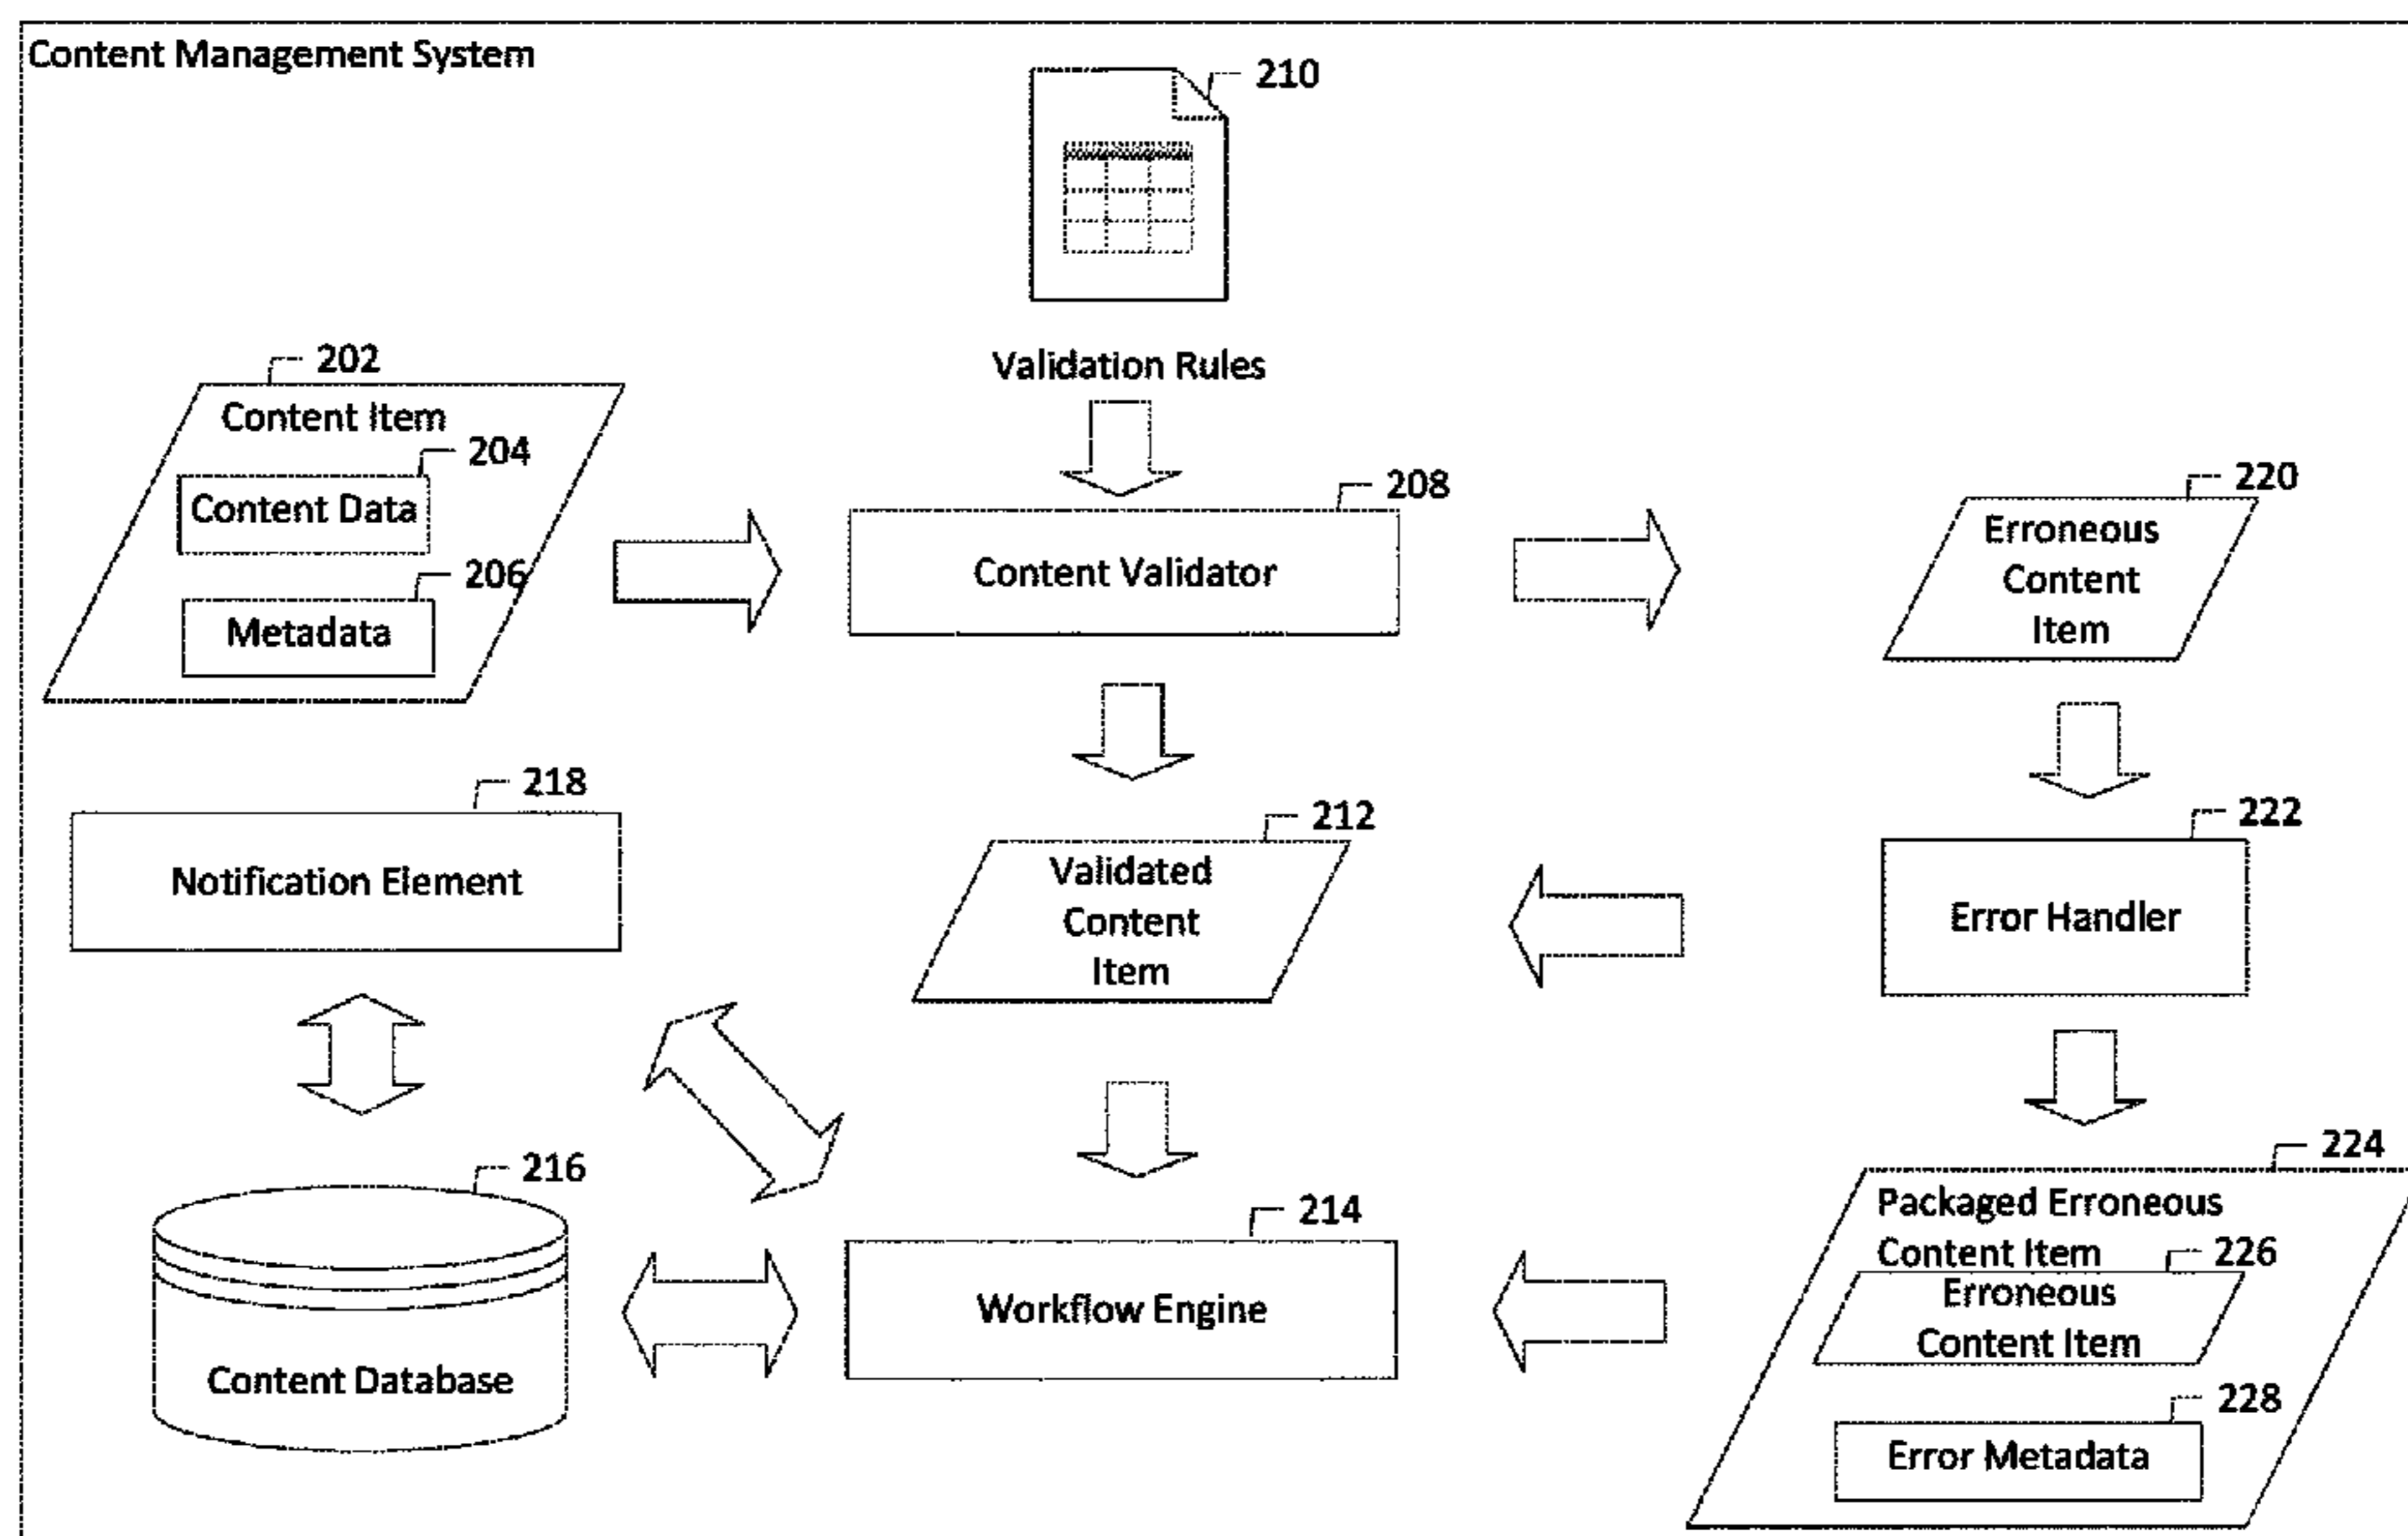 Content Management System
210
Validation Rules
202
Content Item
204
Content Data
206
Metadata
208
Content Validator
220
Erroneous
Content
Item
218
Notification Element
212
Validated
Content
Item
222
Error Handler
216
Content Database
214
Workflow Engine
224
Packaged Erroneous
Content Item
226
Erroneous
Content Item
228
Error Metadata